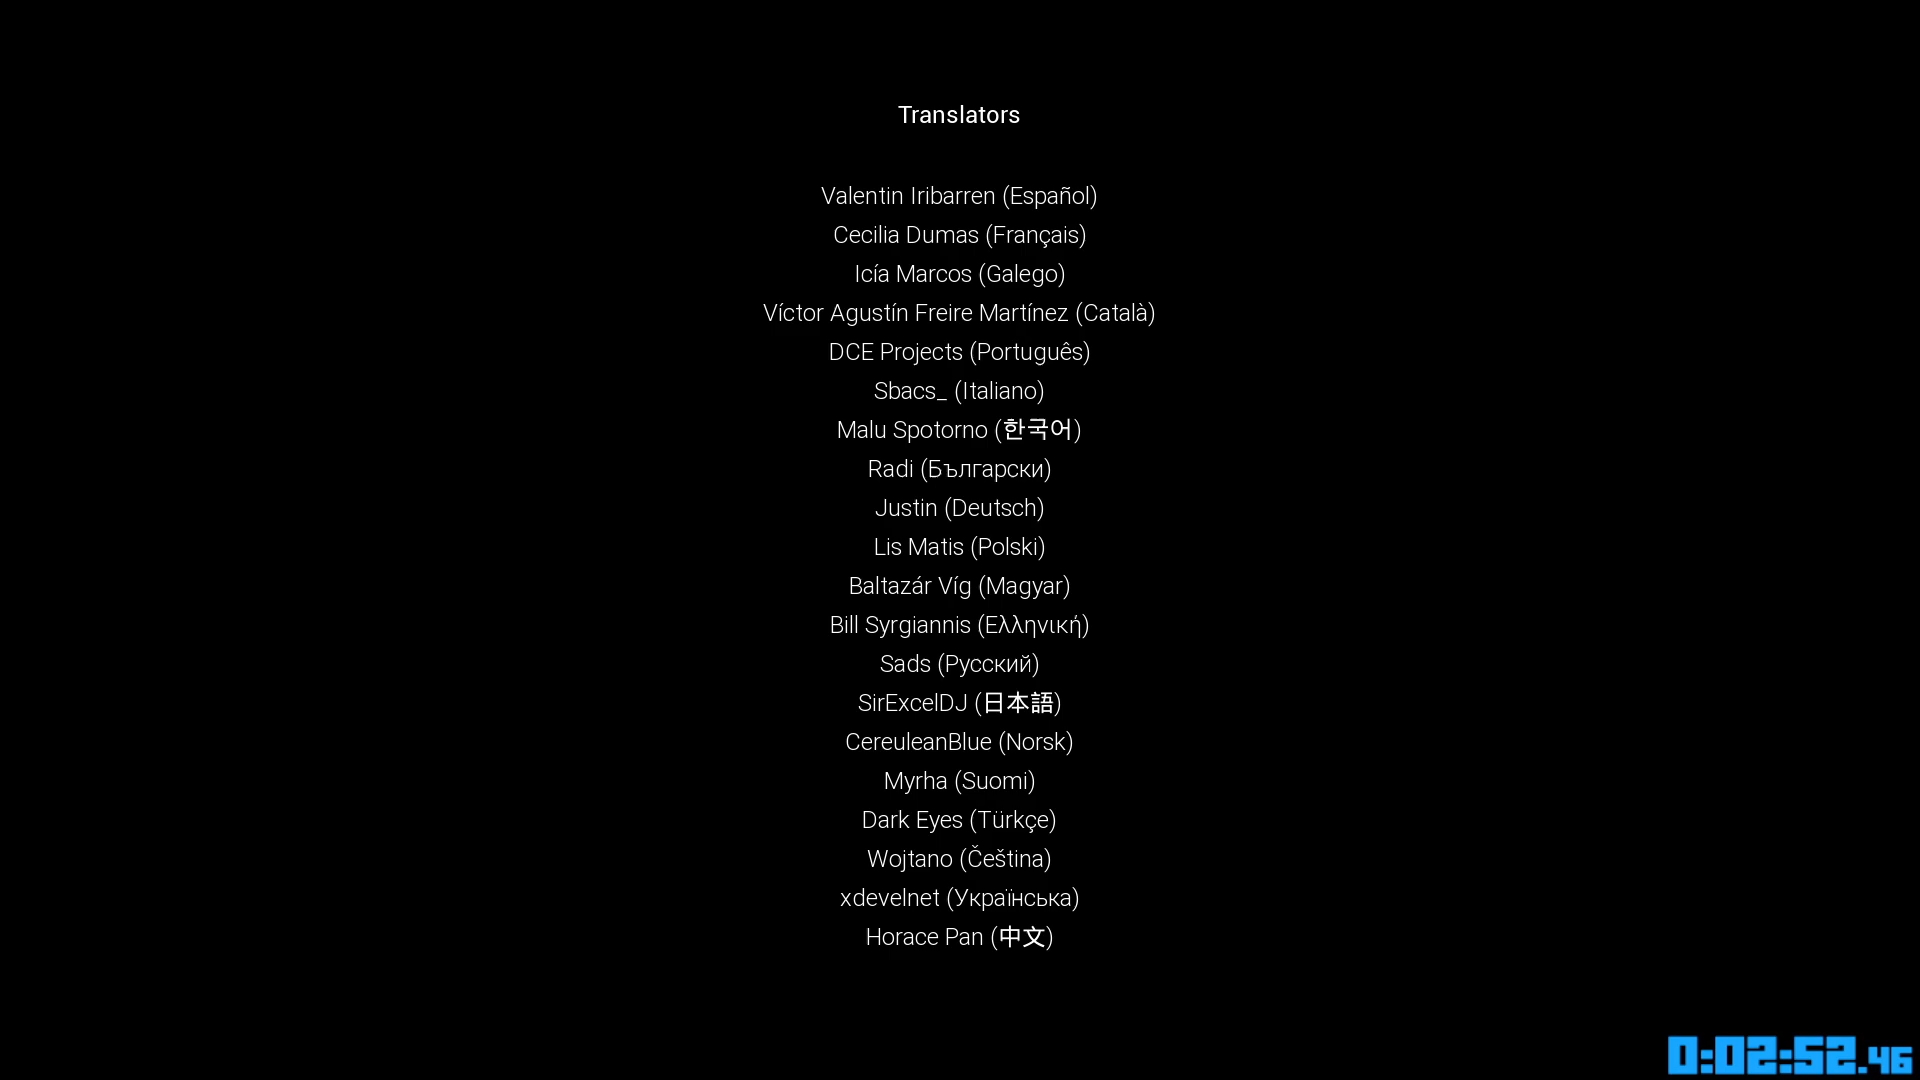 Translators
Valentin Iribarren (Español)
Cecilia Dumas (Français)
Icía Marcos (Galego)
Víctor Agustín Freire Martínez (Català)
DCE Projects (Português)
Sbacs_ (Italiano)
Malu Spotorno (한국어)
Radi (Български)
Justin (Deutsch)
Lis Matis (Polski)
Baltazár Víg (Magyar)
Bill Syrgiannis (Ελληνική)
Sads (Русский)
SirExcelDJ (日本語)
CereuleanBlue (Norsk)
Myrha (Suomi)
Dark Eyes (Türkçe)
Wojtano (Čeština)
xdevelnet (Українська)
Horace Pan (中文)
0:02:52.46